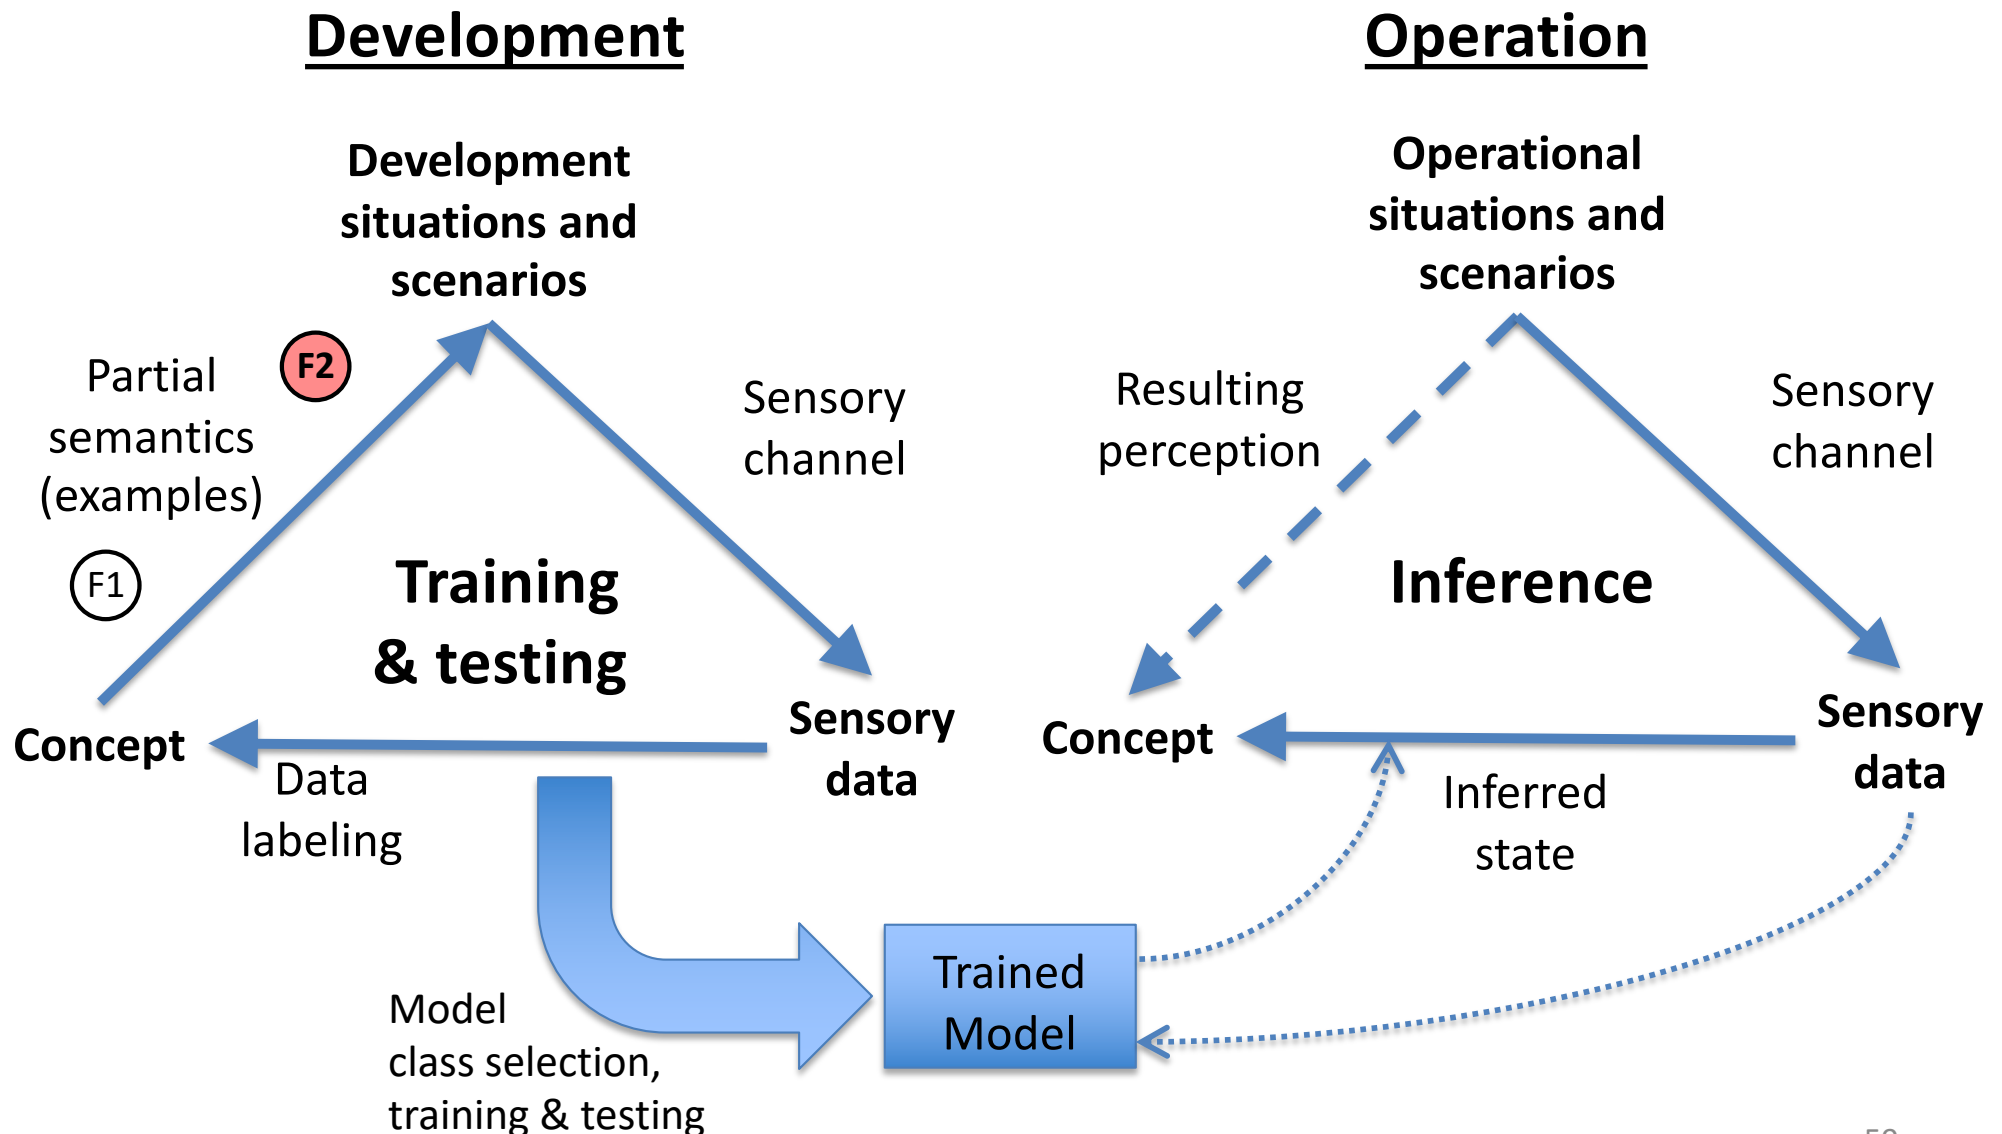 Development
Operation
Development
situations and
scenarios
Operational
situations and
scenarios
F2
Partial
semantics
(examples)
Sensory
channel
Resulting
perception
Sensory
channel
F1
Training
& testing
Inference
Concept
Sensory
data
Concept
Sensory
data
Data
labeling
Inferred
state
Trained
Model
Model
class selection,
training & testing